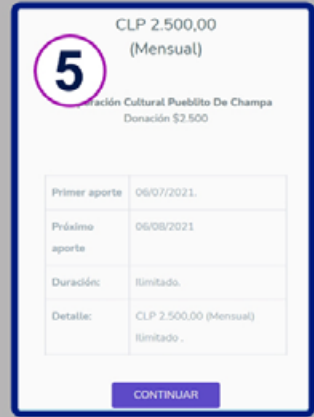 CLP 2.500,00
(Mensual)
5
oración Cultural Pueblito De Champa
Donación $2.500
Primer aporte 06/07/2021.
Próximo aporte 06/08/2021
Duración: Ilimitado.
Detalle: CLP 2.500,00 (Mensual)
Ilimitado .
CONTINUAR